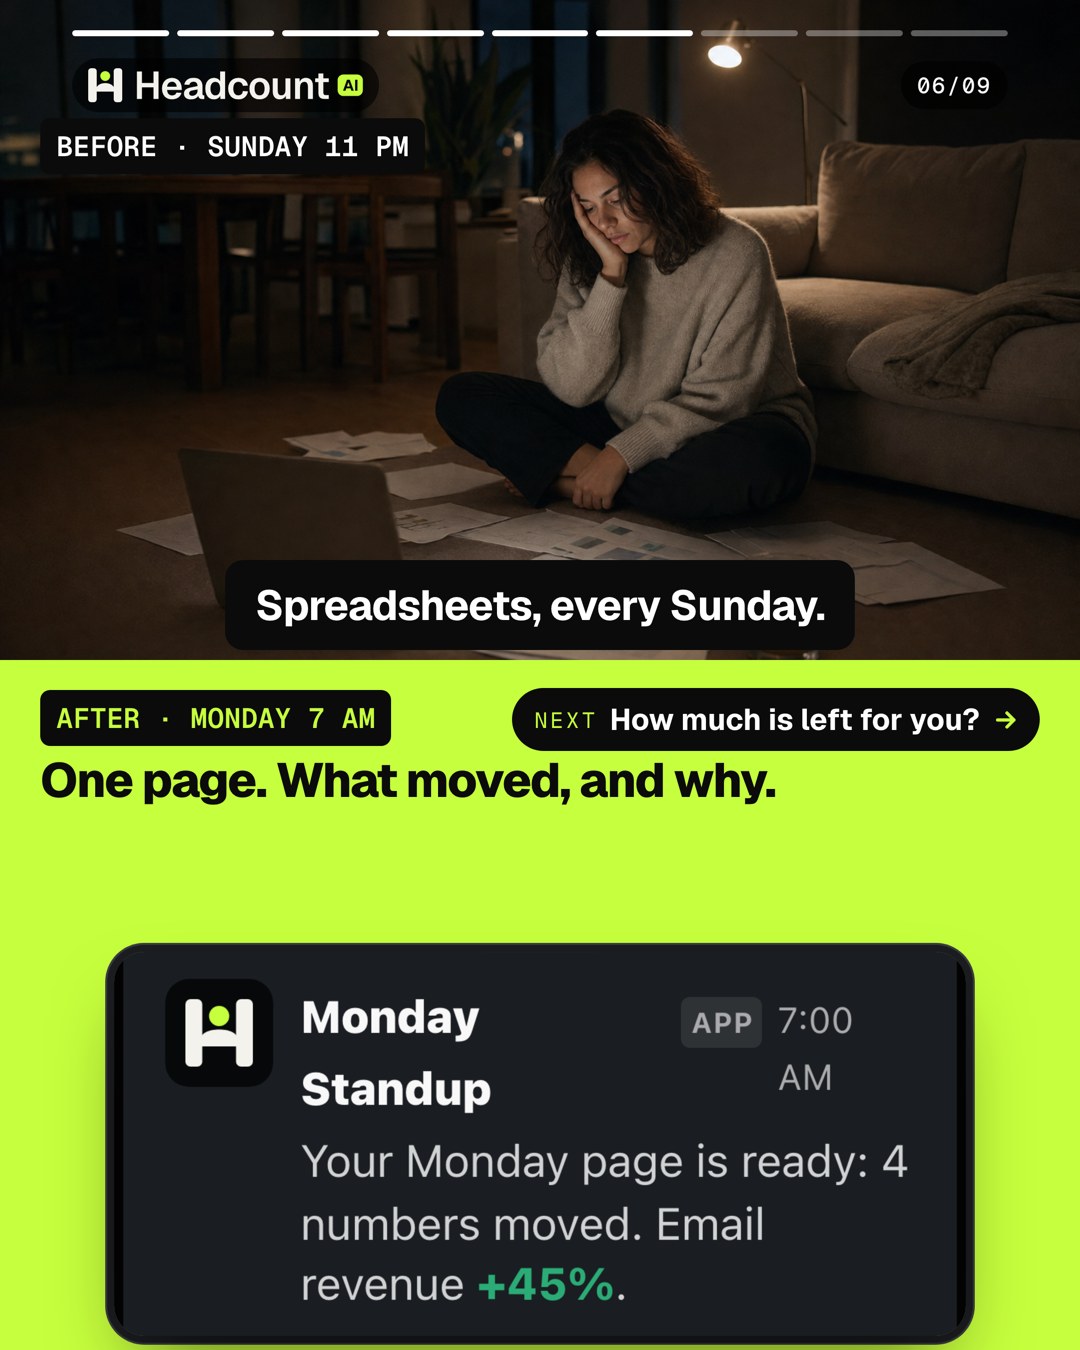 Headcount AI
06/09
BEFORE · SUNDAY 11 PM
Spreadsheets, every Sunday.
AFTER · MONDAY 7 AM
NEXT How much is left for you? →
One page. What moved, and why.
Monday
Standup
APP 7:00
AM
Your Monday page is ready: 4
numbers moved. Email
revenue +45%.